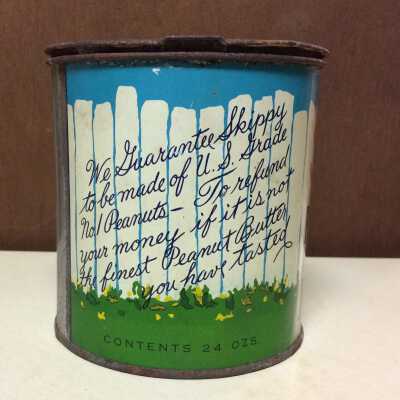 We Guarantee Skippy
to be made of U.S. Grade
No.1 Peanuts — To refund
your money if it is not
the finest Peanut Butter
you have tasted
CONTENTS 24 OZS.